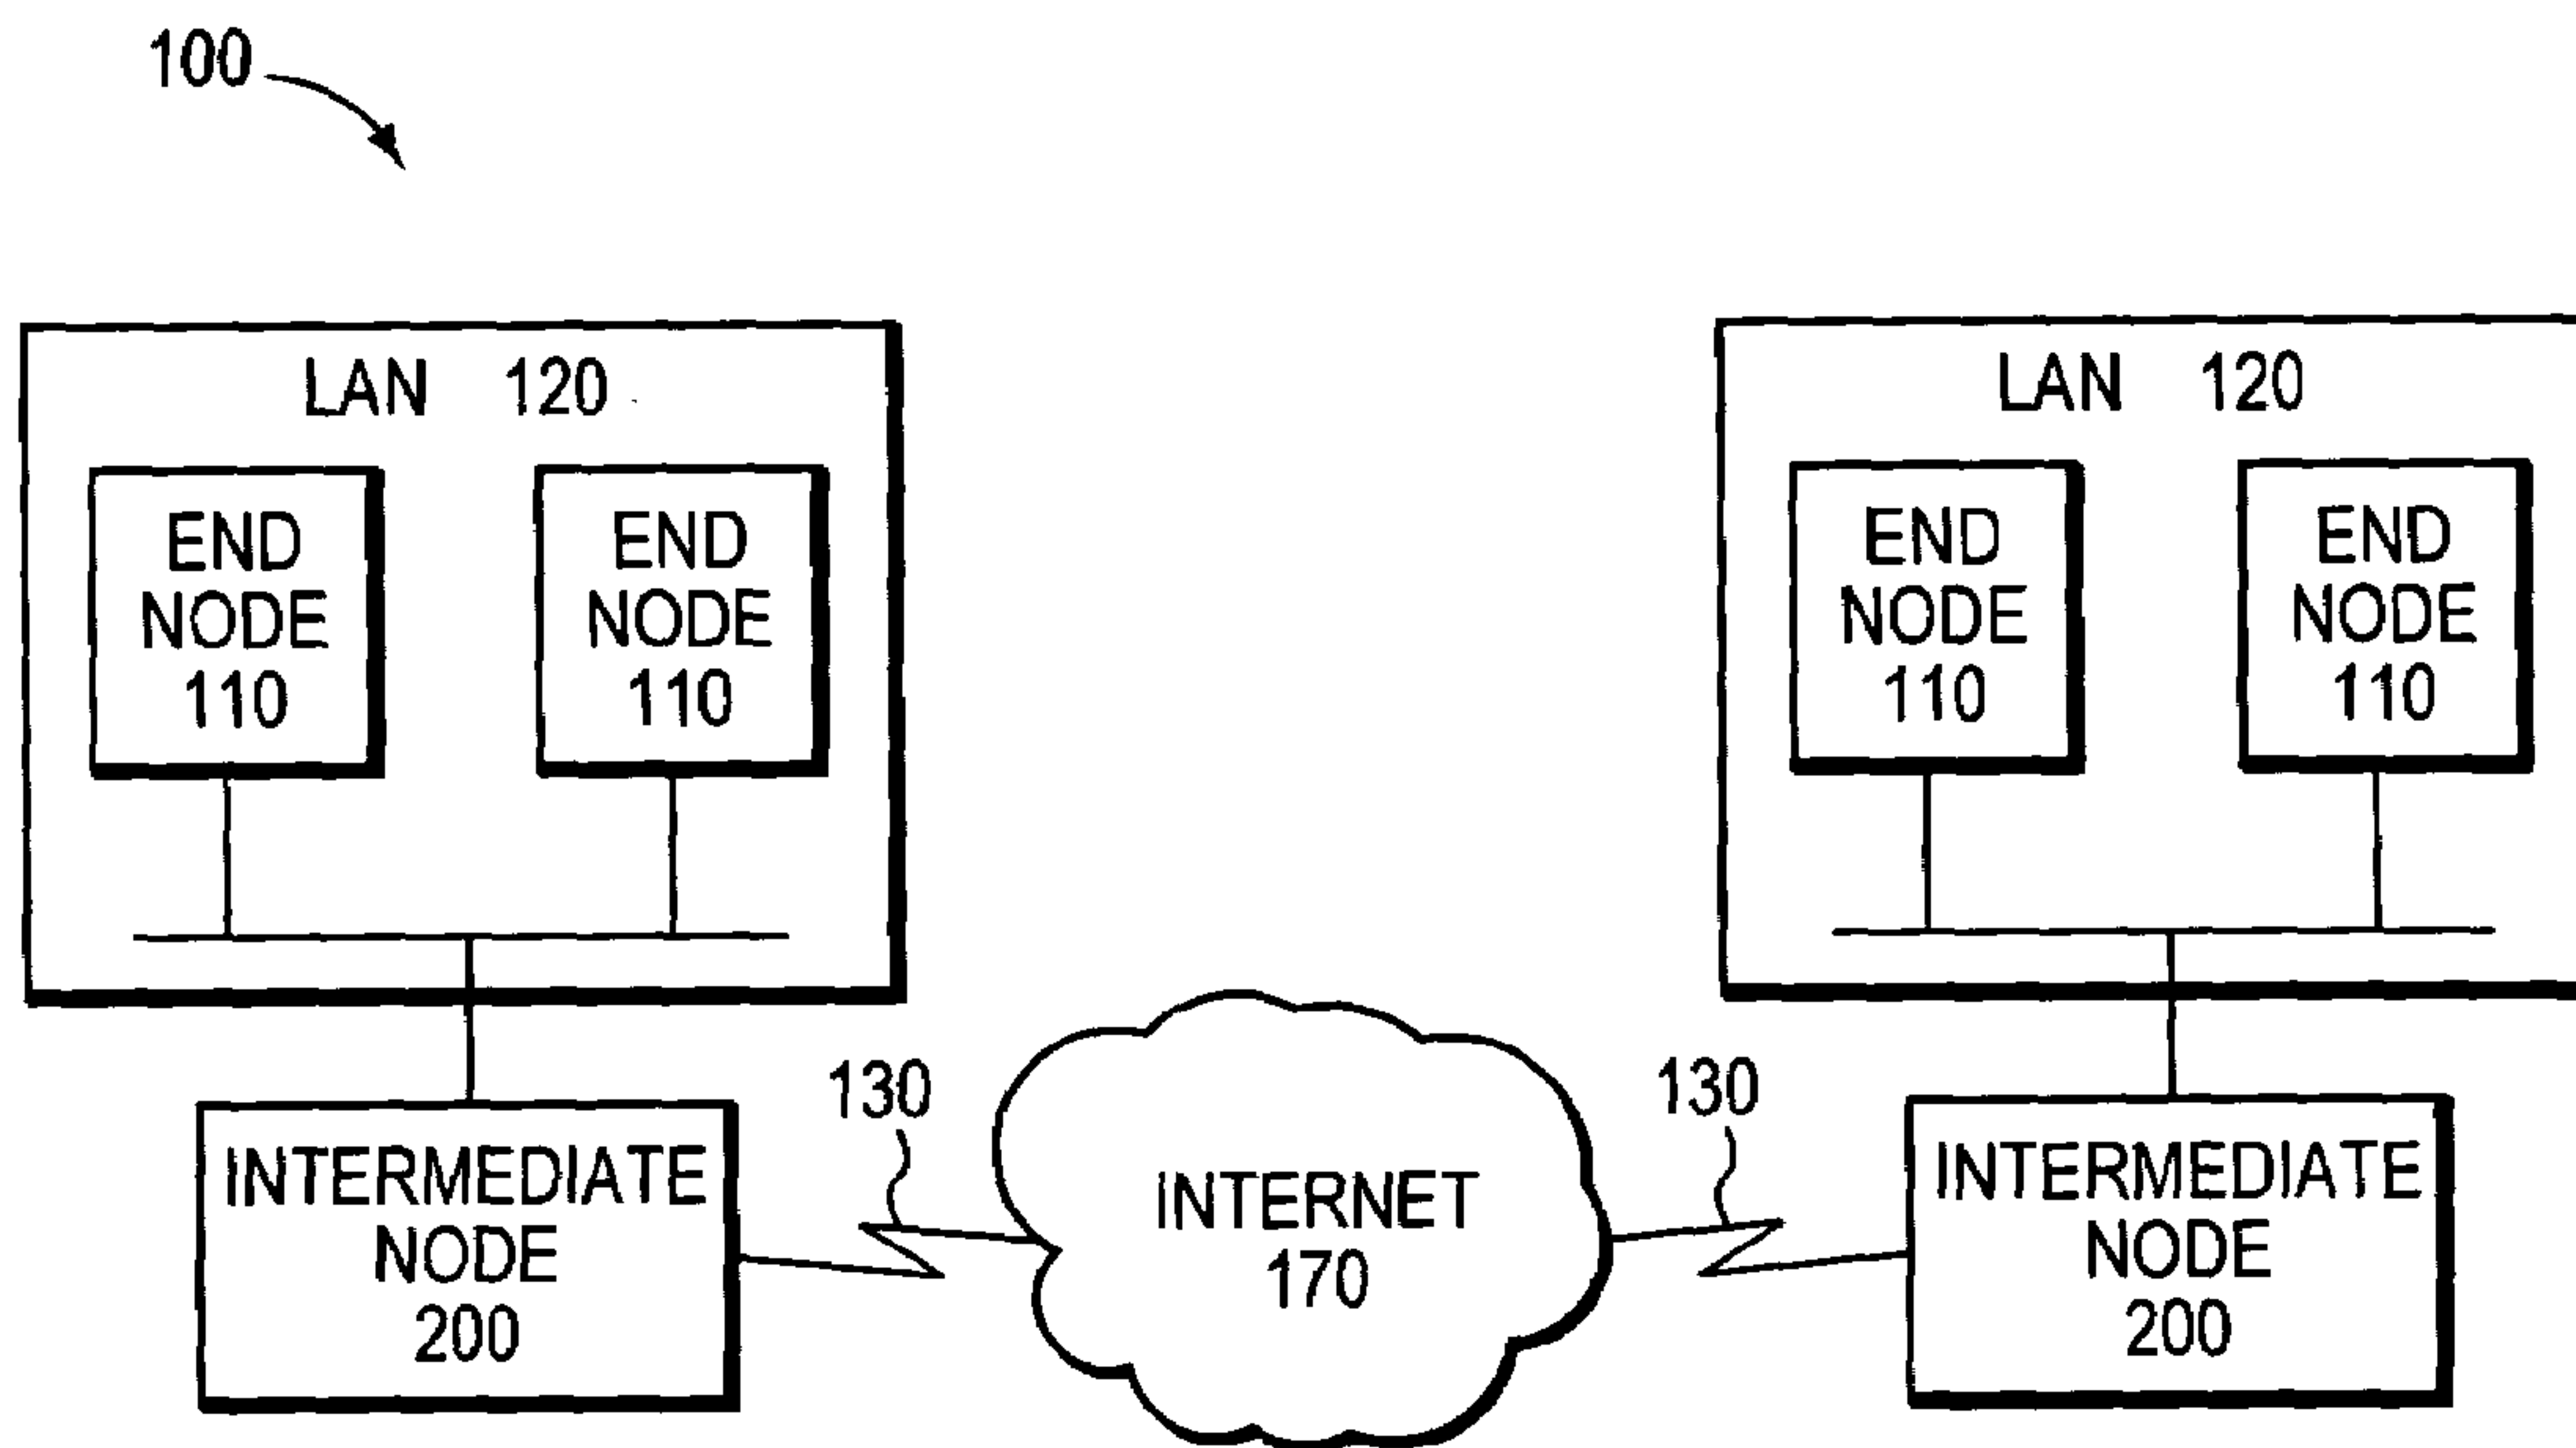 100
LAN 120
END
NODE
110
END
NODE
110
LAN 120
END
NODE
110
END
NODE
110
INTERMEDIATE
NODE
200
130
INTERNET
170
130
INTERMEDIATE
NODE
200